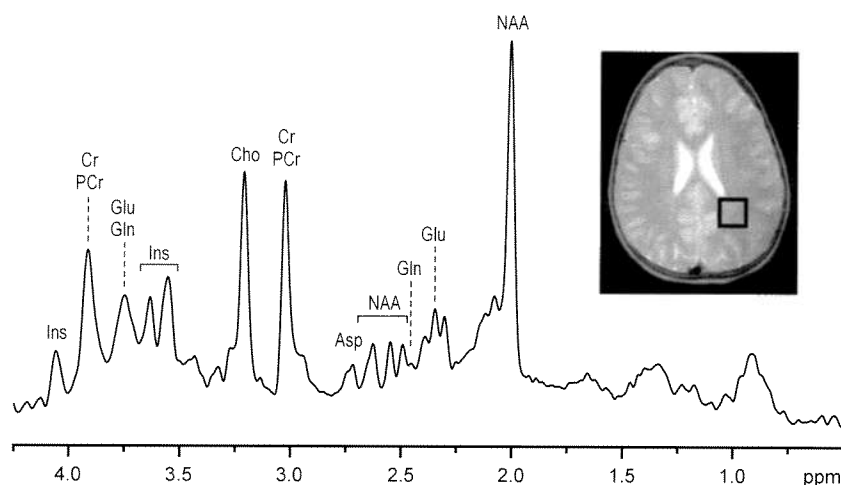 NAA
Cr
PCr
Cho
Cr
PCr
Glu
Gln
Ins
Glu
Gln
NAA
Ins
Asp
4.0 3.5 3.0 2.5 2.0 1.5 1.0 ppm